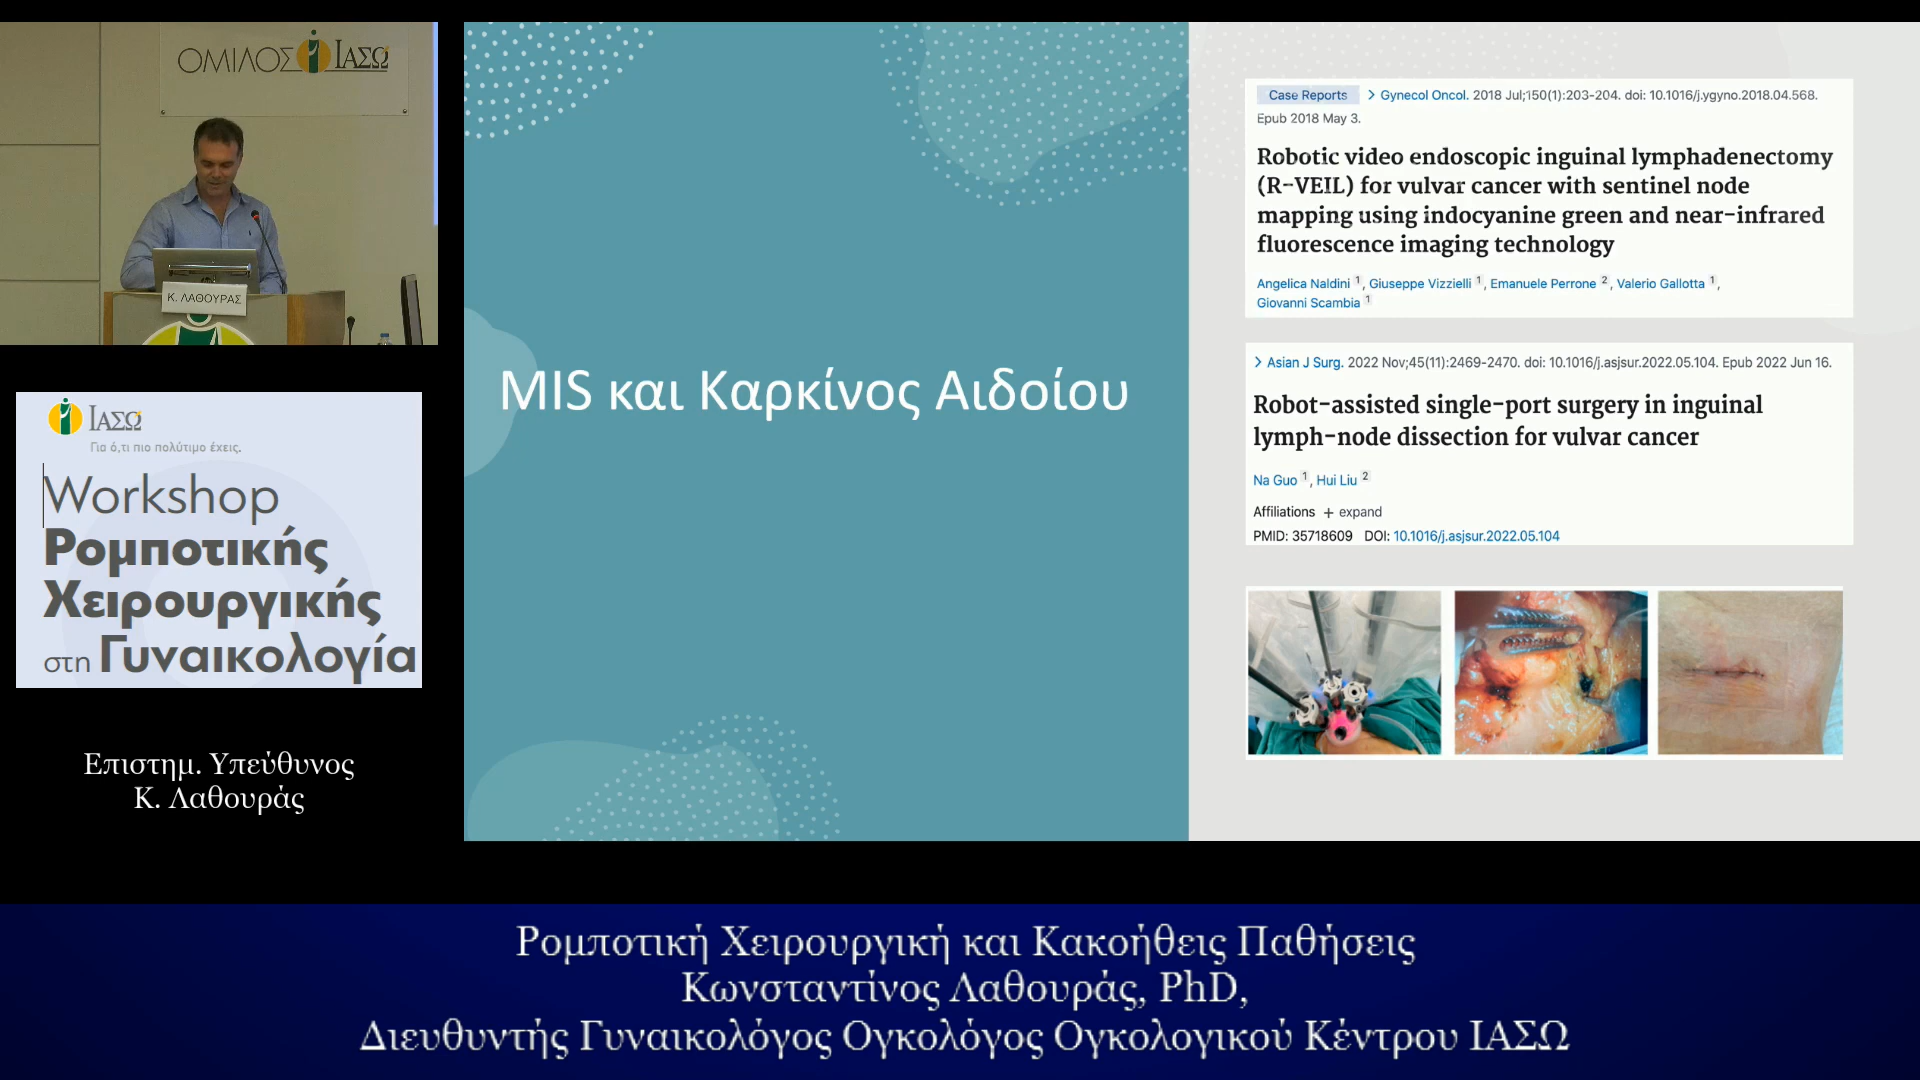 ΟΜΙΛΟΣ ΙΑΣΩ
Κ. ΛΑΘΟΥΡΑΣ
ΙΑΣΩ
Για ό,τι πιο πολύτιμο έχεις.
Workshop
Ρομποτικής
Χειρουργικής
στη Γυναικολογία
Επιστημ. Υπεύθυνος
Κ. Λαθουράς
MIS και Καρκίνος Αιδοίου
Case Reports > Gynecol Oncol. 2018 Jul;150(1):203-204. doi: 10.1016/j.ygyno.2018.04.568.
Epub 2018 May 3.
Robotic video endoscopic inguinal lymphadenectomy
(R-VEIL) for vulvar cancer with sentinel node
mapping using indocyanine green and near-infrared
fluorescence imaging technology
Angelica Naldini 1, Giuseppe Vizzielli 1, Emanuele Perrone 2, Valerio Gallotta 1,
Giovanni Scambia 1
> Asian J Surg. 2022 Nov;45(11):2469-2470. doi: 10.1016/j.asjsur.2022.05.104. Epub 2022 Jun 16.
Robot-assisted single-port surgery in inguinal
lymph-node dissection for vulvar cancer
Na Guo 1, Hui Liu 2
Affiliations + expand
PMID: 35718609 DOI: 10.1016/j.asjsur.2022.05.104
Ρομποτική Χειρουργική και Κακοήθεις Παθήσεις
Κωνσταντίνος Λαθουράς, PhD,
Διευθυντής Γυναικολόγος Ογκολόγος Ογκολογικού Κέντρου ΙΑΣΩ